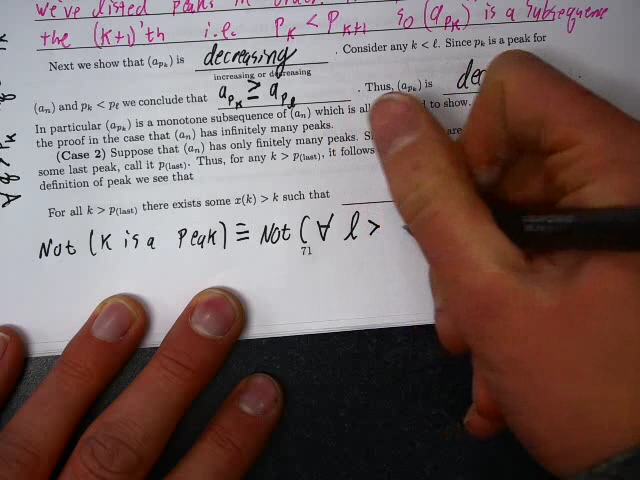 We've listed peaks in order.
the (k+1)'th i.e. P_k < P_{k+1} so (a_{p_k}) is a subsequence
Next we show that (a_{p_k}) is decreasing . Consider any k < ℓ. Since p_k is a peak for
increasing or decreasing
(a_n) and p_k < p_ℓ we conclude that a_{p_k} ≥ a_{p_ℓ} . Thus, (a_{p_k}) is dec
In particular (a_{p_k}) is a monotone subsequence of (a_n) which is all to show.
the proof in the case that (a_n) has infinitely many peaks.
(Case 2) Suppose that (a_n) has only finitely many peaks. are
some last peak, call it p_{(last)}. Thus, for any k > p_{(last)}, it follows
definition of peak we see that
For all k > p_{(last)} there exists some x(k) > k such that
Not (k is a peak) ≡ Not (∀ ℓ >
71